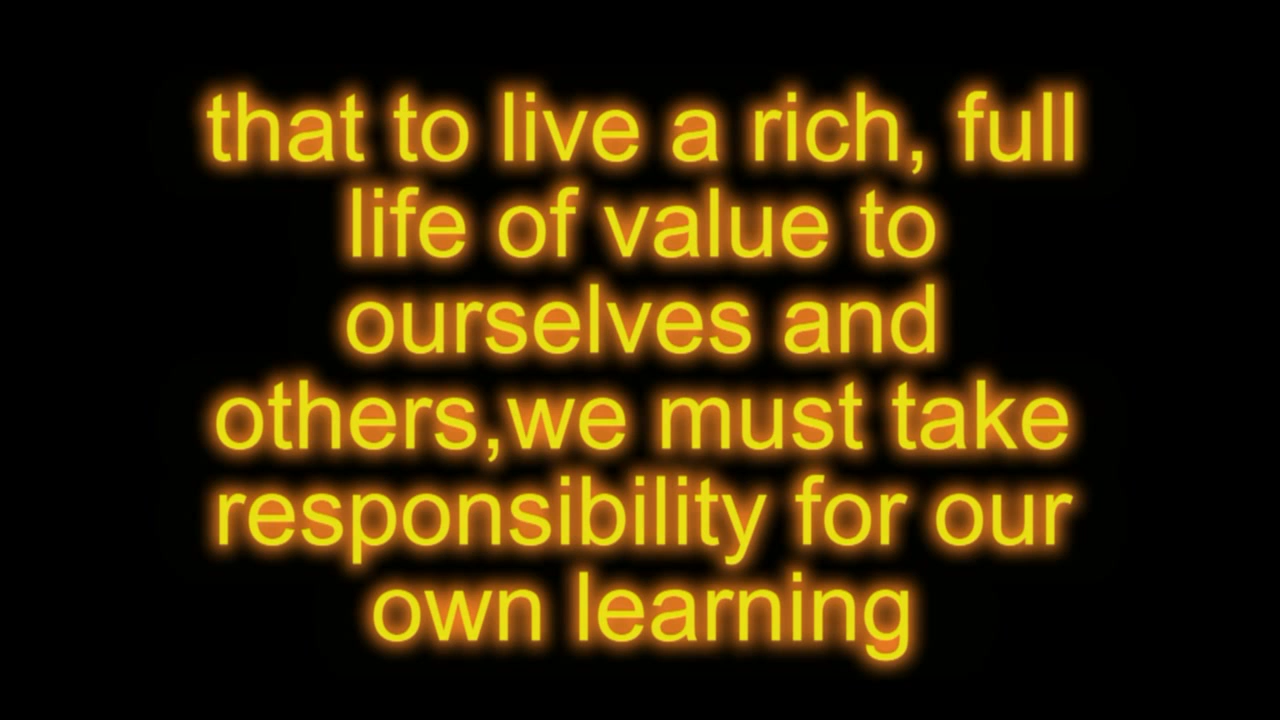 that to live a rich, full
life of value to
ourselves and
others,we must take
responsibility for our
own learning